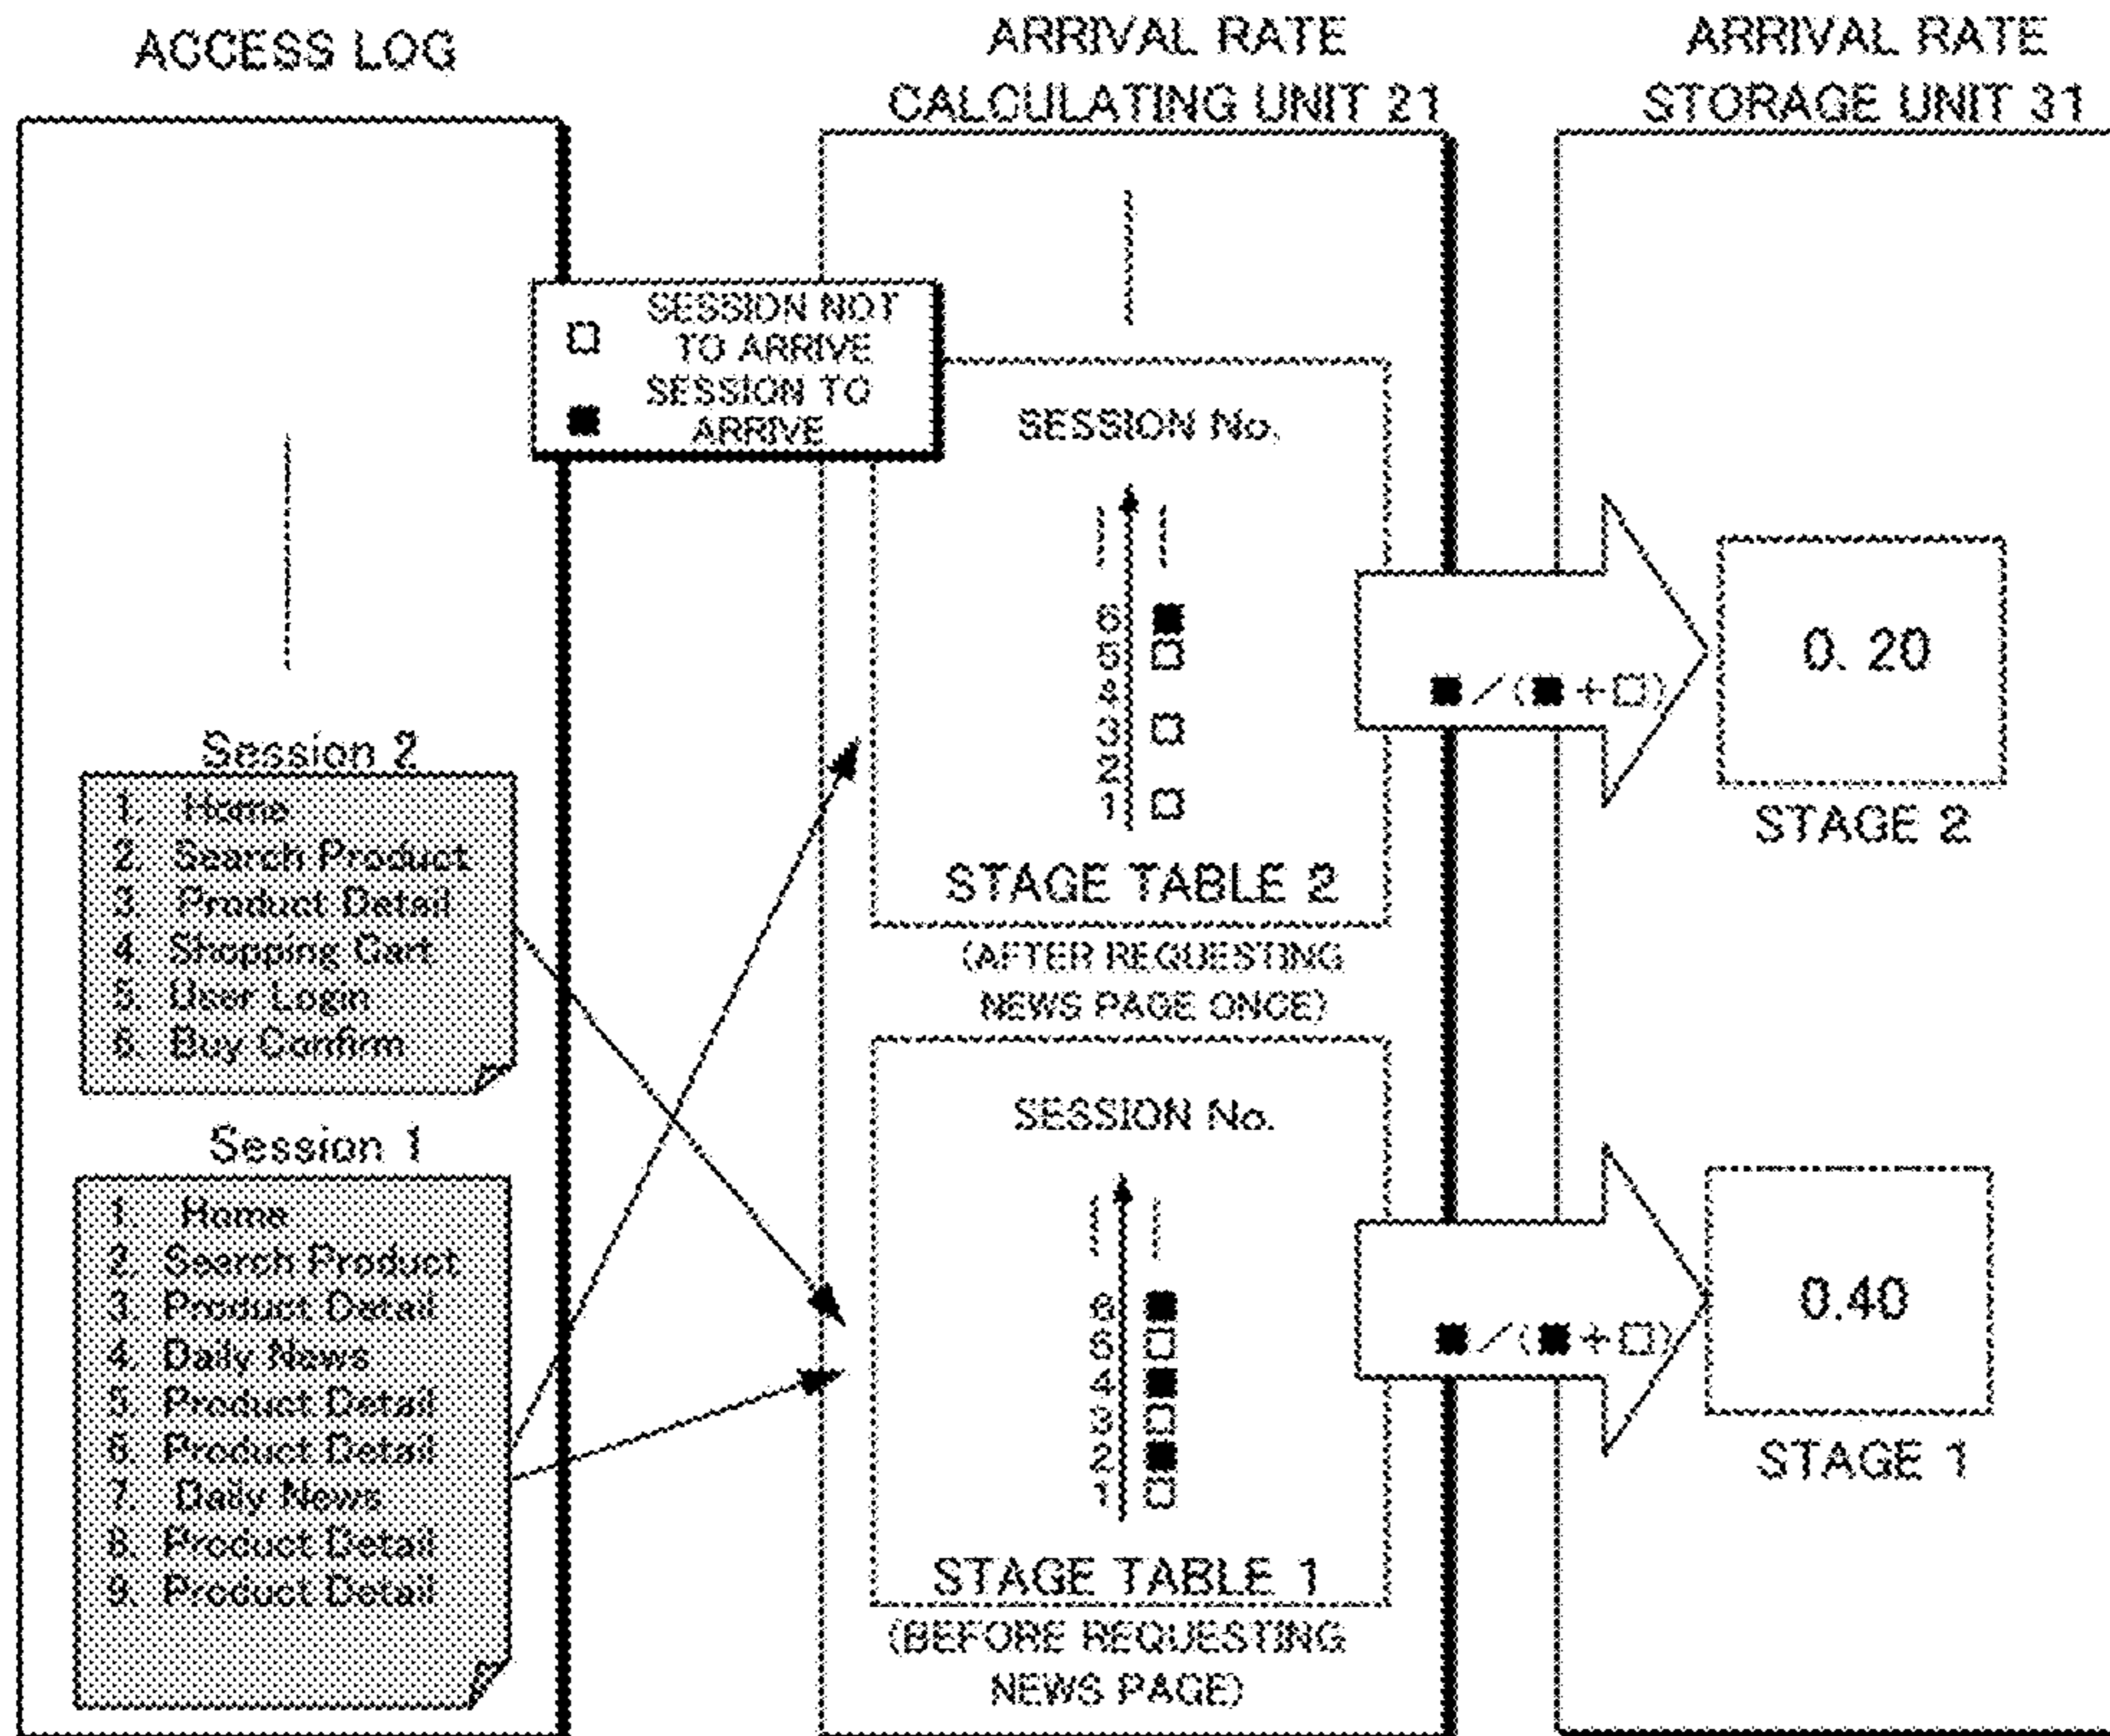 ACCESS LOG
Session 2
1. Home
2. Search Product
3. Product Detail
4. Shopping Cart
5. User Login
6. Buy Confirm
Session 1
1. Home
2. Search Product
3. Product Detail
4. Daily News
5. Product Detail
6. Product Detail
7. Daily News
8. Product Detail
9. Product Detail
□ SESSION NOT
TO ARRIVE
■ SESSION TO
ARRIVE
ARRIVAL RATE
CALCULATING UNIT 21
SESSION No.
6
5
4
3
2
1
STAGE TABLE 2
(AFTER REQUESTING
NEWS PAGE ONCE)
SESSION No.
6
5
4
3
2
1
STAGE TABLE 1
(BEFORE REQUESTING
NEWS PAGE)
■/(■+□)
■/(■+□)
ARRIVAL RATE
STORAGE UNIT 31
0. 20
STAGE 2
0.40
STAGE 1